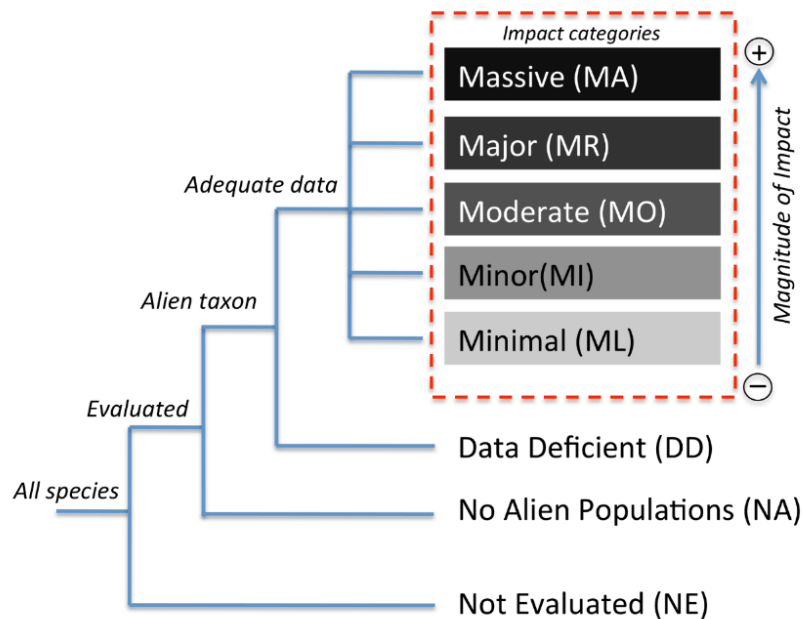 Impact categories
Massive (MA)
Major (MR)
Adequate data
Moderate (MO)
Minor(MI)
Alien taxon
Minimal (ML)
Magnitude of Impact
+
−
Evaluated
Data Deficient (DD)
All species
No Alien Populations (NA)
Not Evaluated (NE)